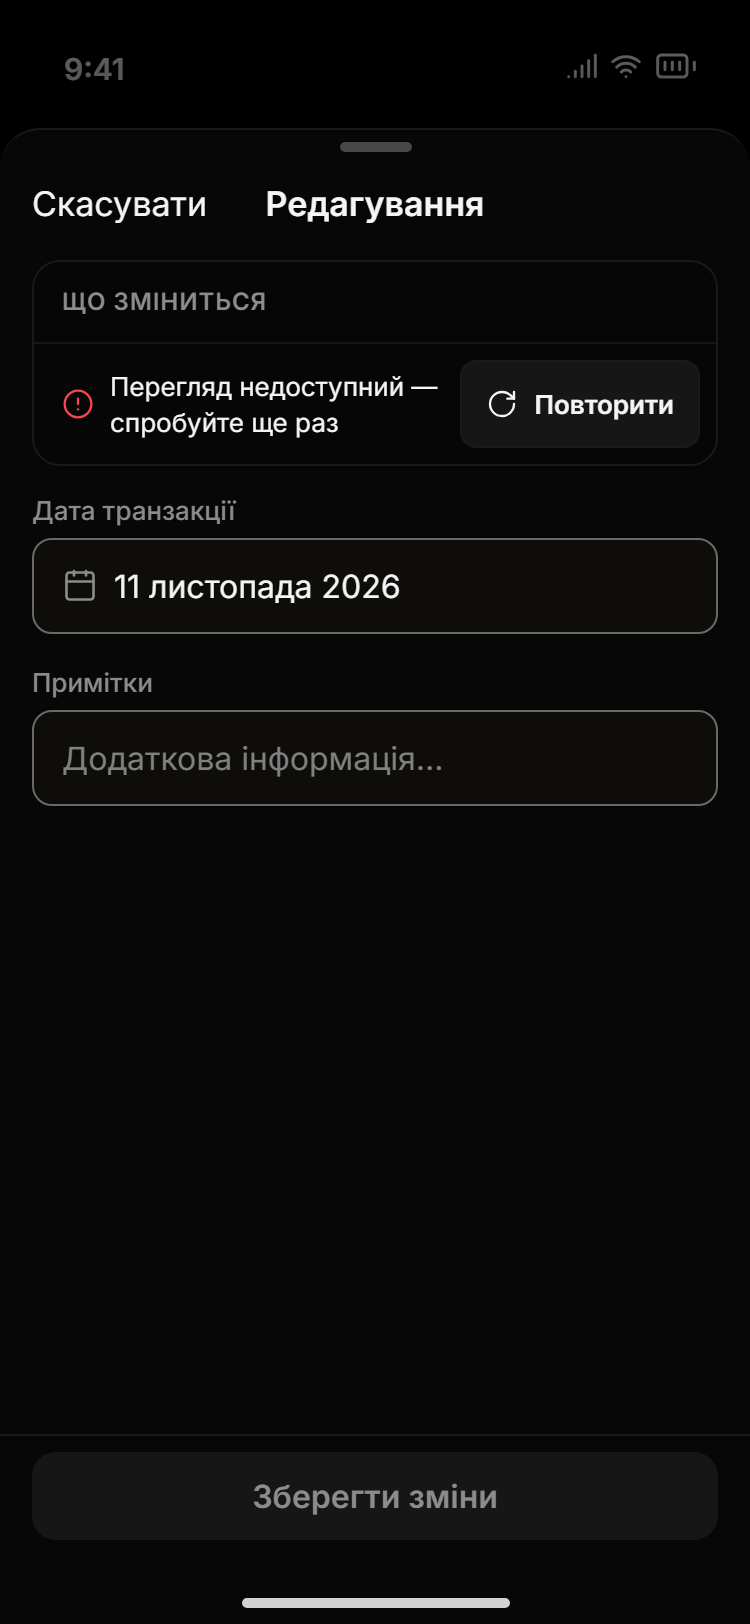 9:41
Скасувати
Редагування
ЩО ЗМІНИТЬСЯ
Перегляд недоступний —
спробуйте ще раз
Повторити
Дата транзакції
11 листопада 2026
Примітки
Додаткова інформація...
Зберегти зміни